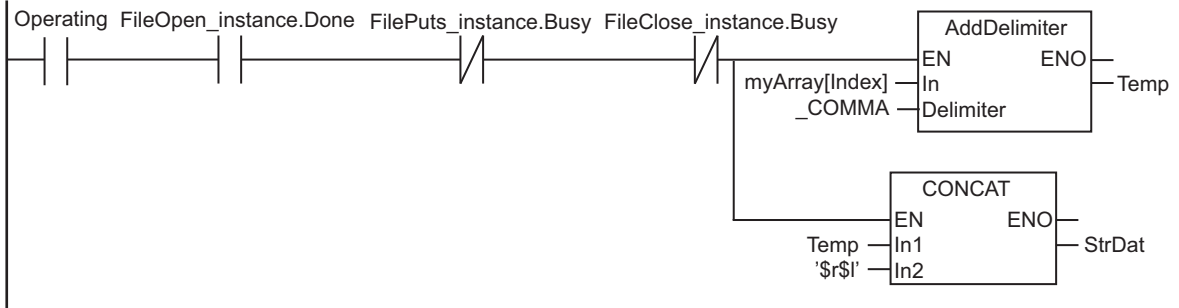 Operating FileOpen_instance.Done FilePuts_instance.Busy FileClose_instance.Busy
AddDelimiter
EN ENO
myArray[Index] In Temp
_COMMA Delimiter
CONCAT
EN ENO
Temp In1 StrDat
'$r$l' In2